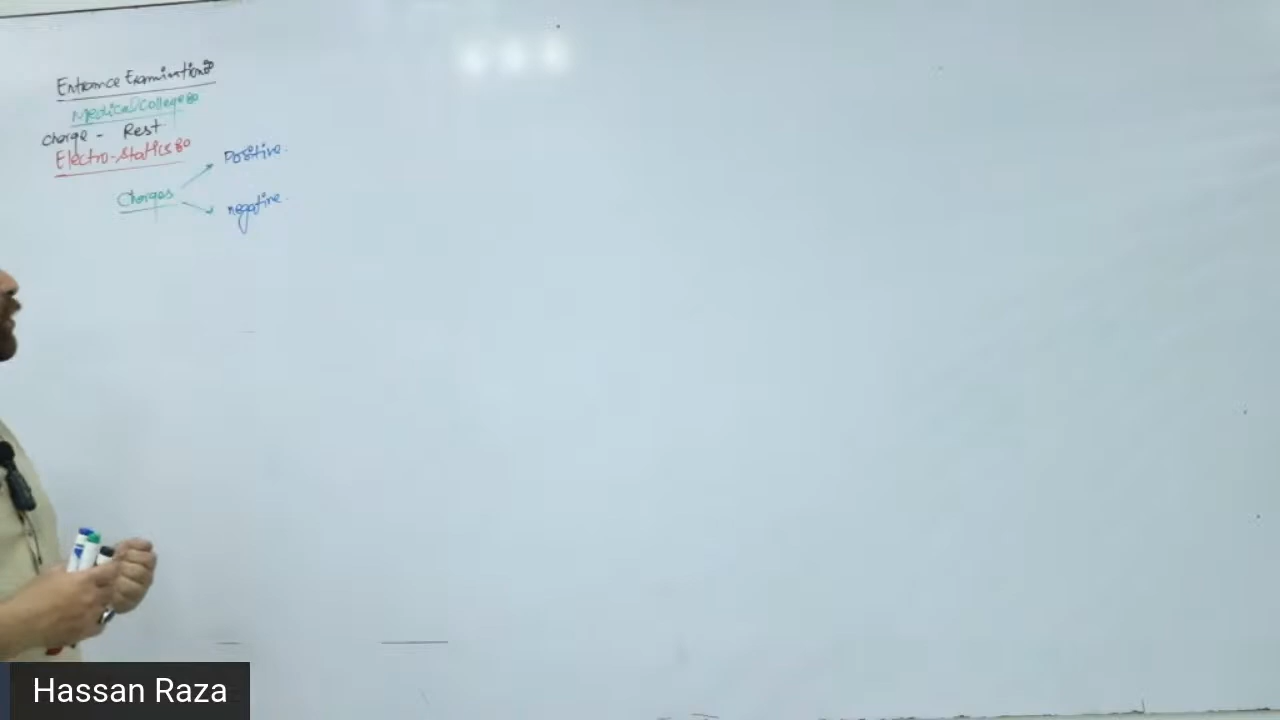 Entrance Examinations:
Medical College:
Charge - Rest
Electro-statics:
Charges
Positive.
negative.
Hassan Raza